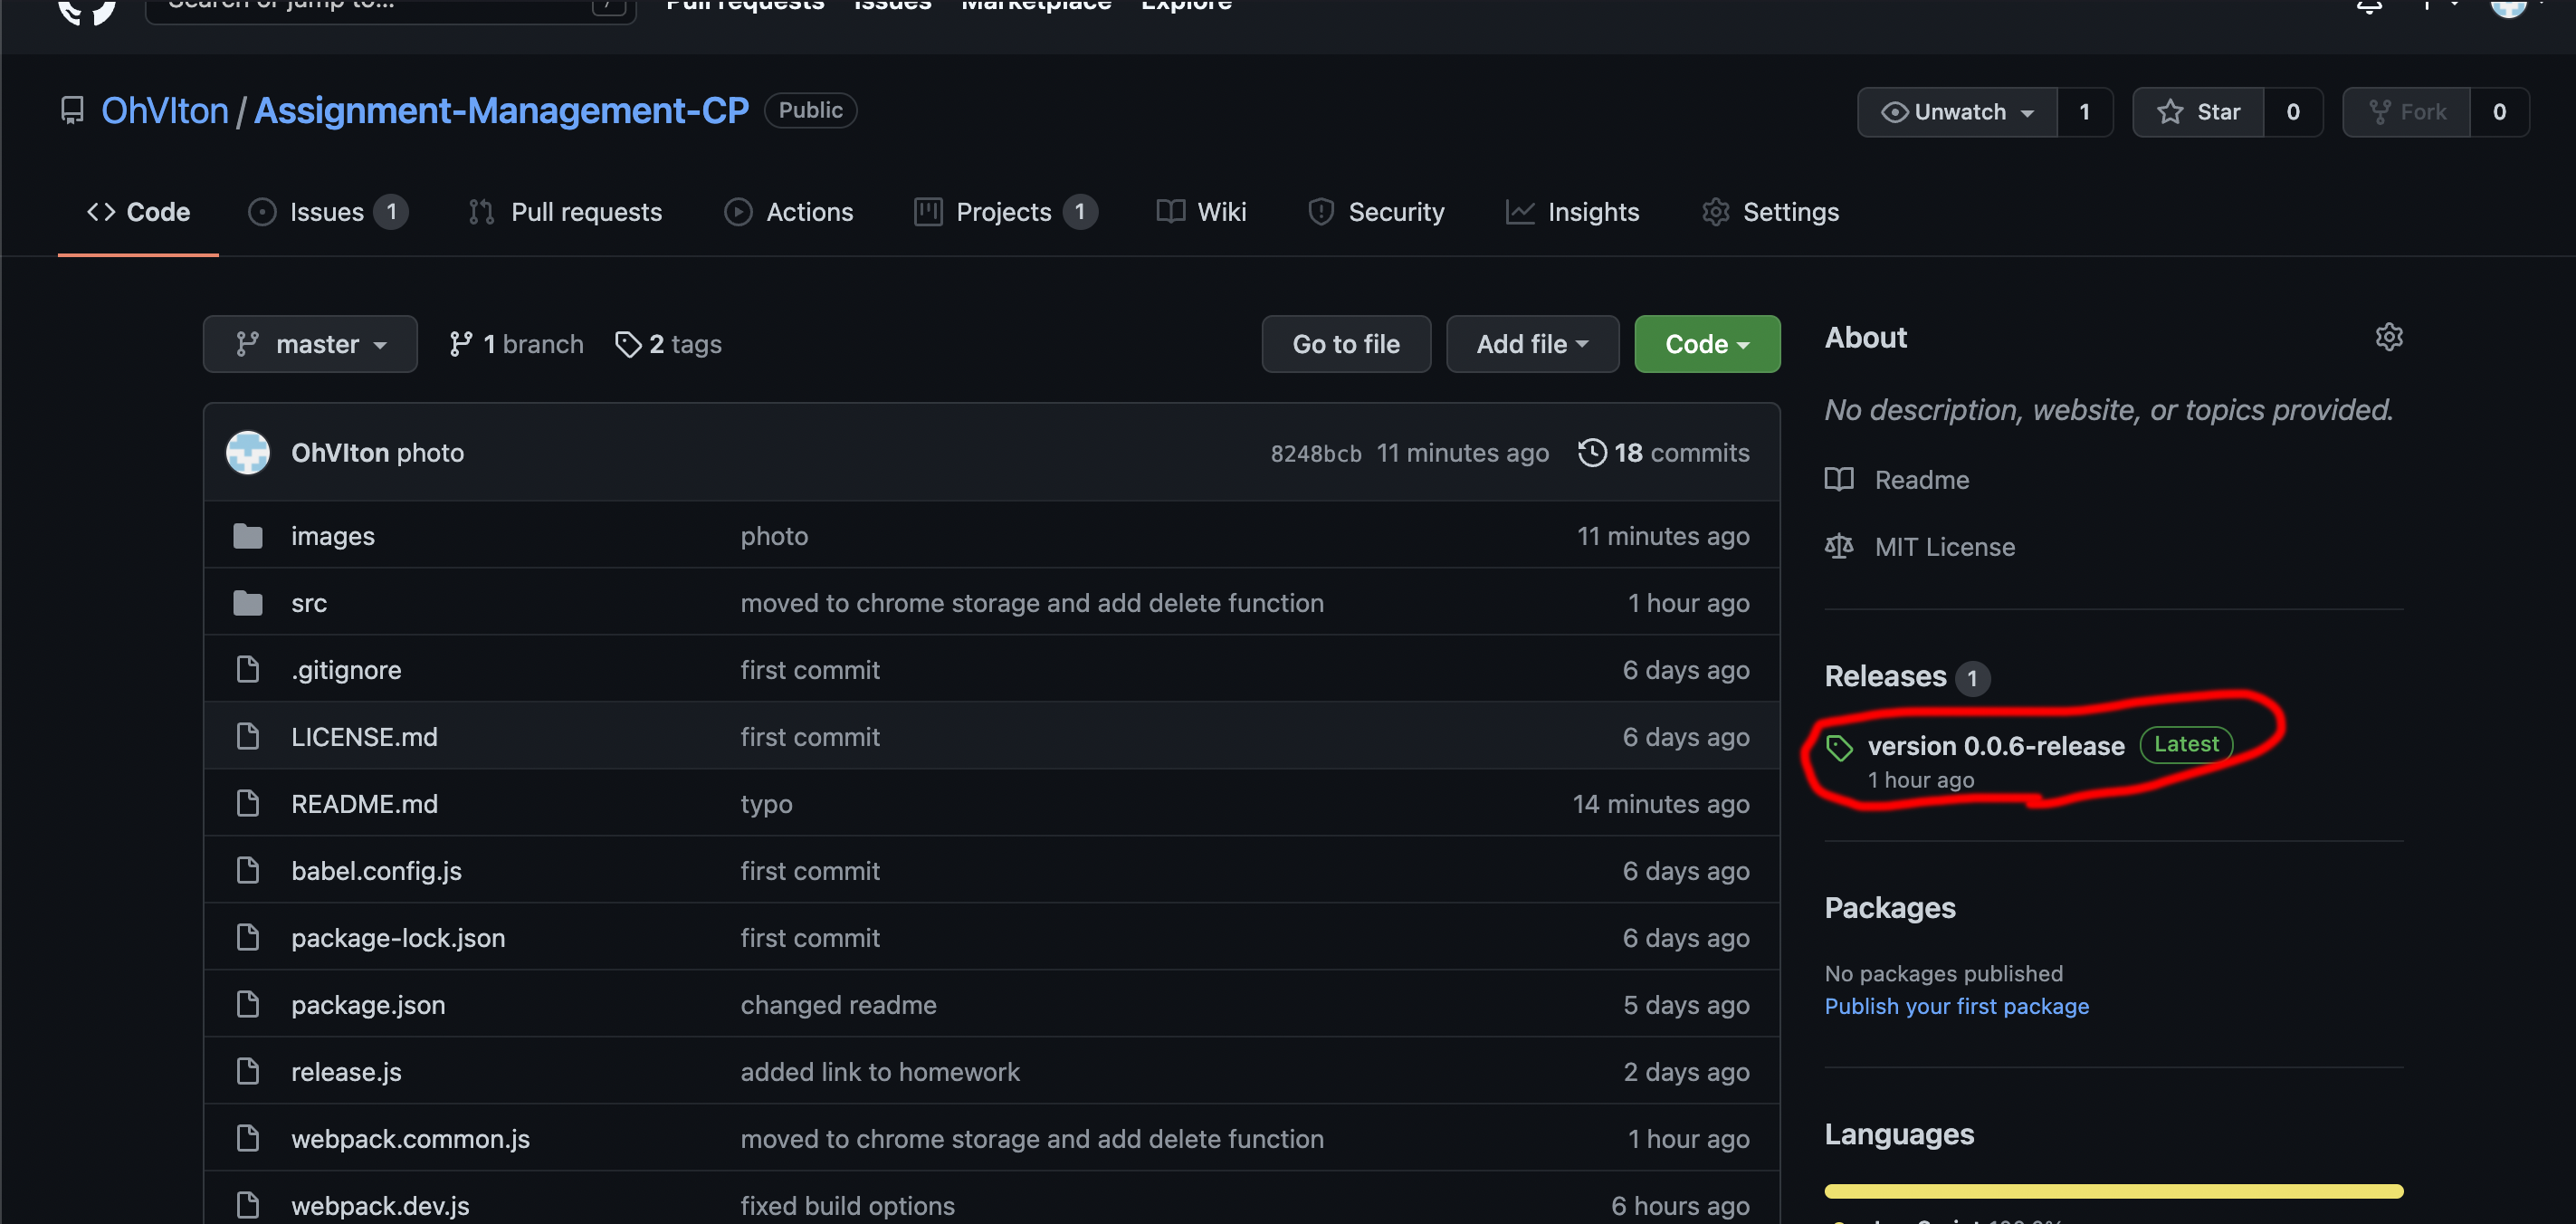 Search or jump to...
/
Pull requests Issues Marketplace Explore
OhVIton / Assignment-Management-CP Public
Unwatch 1
Star 0
Fork 0
Code
Issues 1
Pull requests
Actions
Projects 1
Wiki
Security
Insights
Settings
master
1 branch
2 tags
Go to file
Add file
Code
OhVIton photo 8248bcb 11 minutes ago 18 commits
images photo 11 minutes ago
src moved to chrome storage and add delete function 1 hour ago
.gitignore first commit 6 days ago
LICENSE.md first commit 6 days ago
README.md typo 14 minutes ago
babel.config.js first commit 6 days ago
package-lock.json first commit 6 days ago
package.json changed readme 5 days ago
release.js added link to homework 2 days ago
webpack.common.js moved to chrome storage and add delete function 1 hour ago
webpack.dev.js fixed build options 6 hours ago
About
No description, website, or topics provided.
Readme
MIT License
Releases 1
version 0.0.6-release Latest
1 hour ago
Packages
No packages published
Publish your first package
Languages